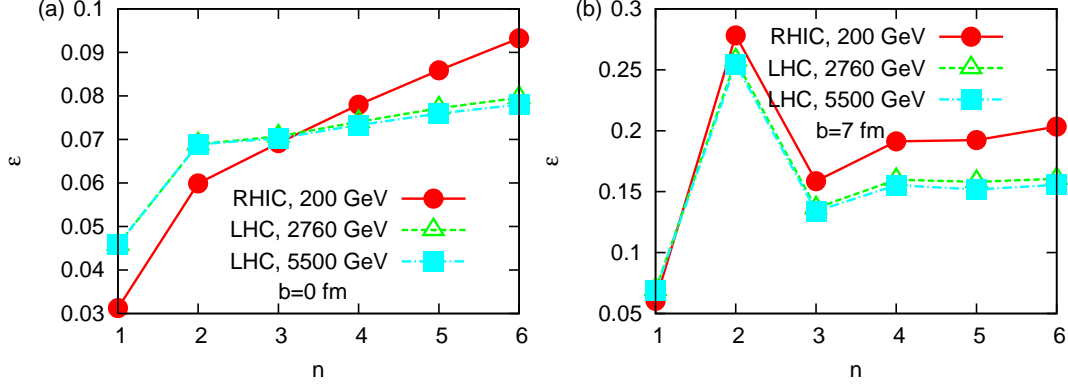 (a)
0.1
0.09
0.08
0.07
0.06
0.05
0.04
0.03
ε
RHIC, 200 GeV
LHC, 2760 GeV
LHC, 5500 GeV
b=0 fm
1 2 3 4 5 6
n
(b)
0.3
0.25
0.2
0.15
0.1
0.05
ε
RHIC, 200 GeV
LHC, 2760 GeV
LHC, 5500 GeV
b=7 fm
1 2 3 4 5 6
n